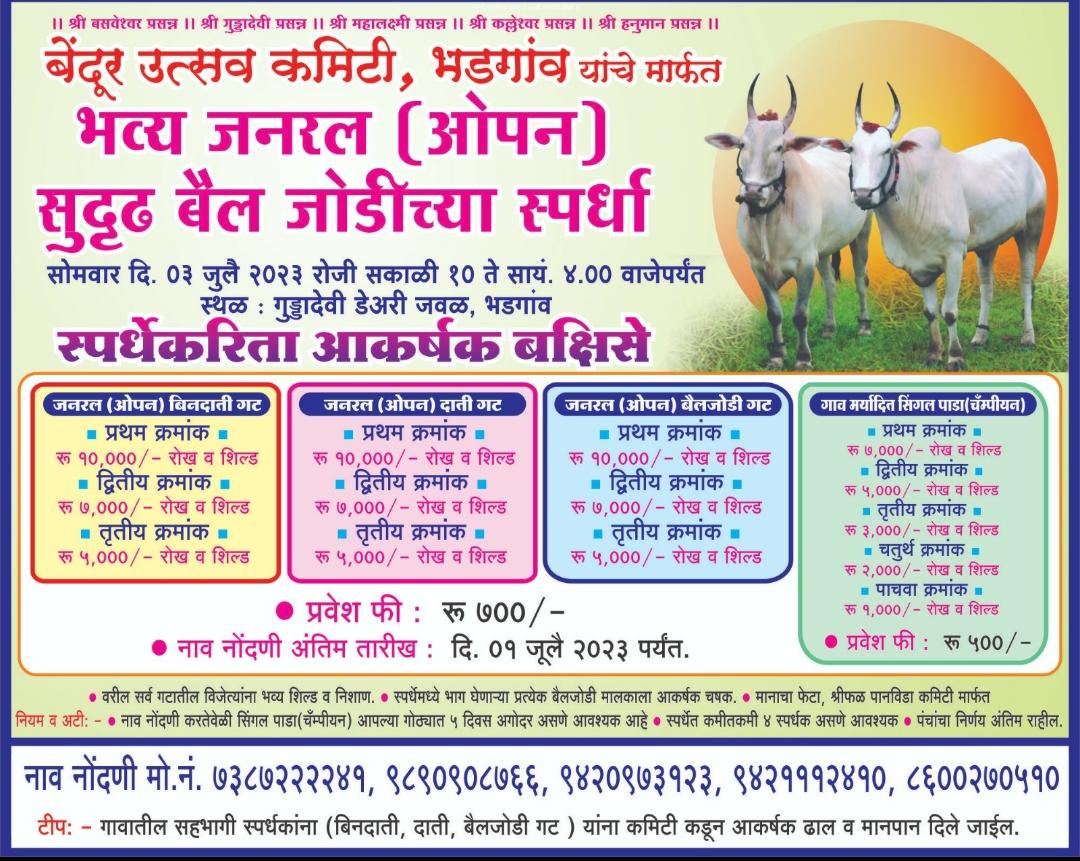 ।। श्री बसवेश्वर प्रसन्न ।। श्री गुड्डादेवी प्रसन्न ।। श्री महालक्ष्मी प्रसन्न ।। श्री कल्लेश्वर प्रसन्न ।। श्री हनुमान प्रसन्न ।।
बेंदूर उत्सव कमिटी, भडगांव यांचे मार्फत
भव्य जनरल (ओपन)
सुदृढ बैल जोडींच्या स्पर्धा
सोमवार दि. ०३ जुलै २०२३ रोजी सकाळी १० ते सायं. ४.०० वाजेपर्यंत
स्थळ : गुड्डादेवी डेअरी जवळ, भडगांव
स्पर्धेकरिता आकर्षक बक्षिसे
जनरल (ओपन) बिनदाती गट
प्रथम क्रमांक
रू १०,०००/- रोख व शिल्ड
द्वितीय क्रमांक
रू ७,०००/- रोख व शिल्ड
तृतीय क्रमांक
रू ५,०००/- रोख व शिल्ड
जनरल (ओपन) दाती गट
प्रथम क्रमांक
रू १०,०००/- रोख व शिल्ड
द्वितीय क्रमांक
रू ७,०००/- रोख व शिल्ड
तृतीय क्रमांक
रू ५,०००/- रोख व शिल्ड
जनरल (ओपन) बैलजोडी गट
प्रथम क्रमांक
रू १०,०००/- रोख व शिल्ड
द्वितीय क्रमांक
रू ७,०००/- रोख व शिल्ड
तृतीय क्रमांक
रू ५,०००/- रोख व शिल्ड
गाव मर्यादित सिंगल पाडा(चॅंम्पीयन)
प्रथम क्रमांक
रू ७,०००/- रोख व शिल्ड
द्वितीय क्रमांक
रू ५,०००/- रोख व शिल्ड
तृतीय क्रमांक
रू ३,०००/- रोख व शिल्ड
चतुर्थ क्रमांक
रू २,०००/- रोख व शिल्ड
पाचवा क्रमांक
रू १,०००/- रोख व शिल्ड
● प्रवेश फी : रू ५००/-
● प्रवेश फी : रू ७००/-
● नाव नोंदणी अंतिम तारीख : दि. ०१ जूलै २०२३ पर्यंत.
● वरील सर्व गटातील विजेत्यांना भव्य शिल्ड व निशाण. ● स्पर्धेमध्ये भाग घेणाऱ्या प्रत्येक बैलजोडी मालकाला आकर्षक चषक. ● मानाचा फेटा, श्रीफळ पानविडा कमिटी मार्फत
नियम व अटी: - ● नाव नोंदणी करतेवेळी सिंगल पाडा(चॅंम्पीयन) आपल्या गोठ्यात ५ दिवस अगोदर असणे आवश्यक आहे ● स्पर्धेत कमीतकमी ४ स्पर्धक असणे आवश्यक ● पंचांचा निर्णय अंतिम राहील.
नाव नोंदणी मो.नं. ७३८७२२२२४१, ९८९०९०८७६६, ९४२०९७३१२३, ९४२१११२४१०, ८६००२७०५१०
टीप: - गावातील सहभागी स्पर्धकांना (बिनदाती, दाती, बैलजोडी गट ) यांना कमिटी कडून आकर्षक ढाल व मानपान दिले जाईल.